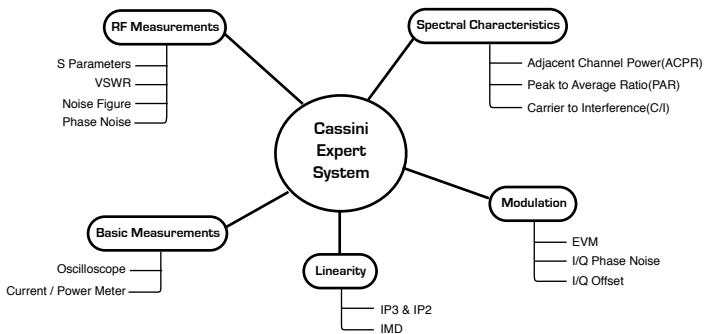 RF Measurements
S Parameters
VSWR
Noise Figure
Phase Noise
Spectral Characteristics
Adjacent Channel Power(ACPR)
Peak to Average Ratio(PAR)
Carrier to Interference(C/I)
Cassini
Expert
System
Modulation
EVM
I/Q Phase Noise
I/Q Offset
Basic Measurements
Oscilloscope
Current / Power Meter
Linearity
IP3 & IP2
IMD